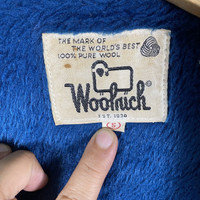 THE MARK OF
THE WORLD'S BEST
100% PURE WOOL
Woolrich
EST. 1830
S